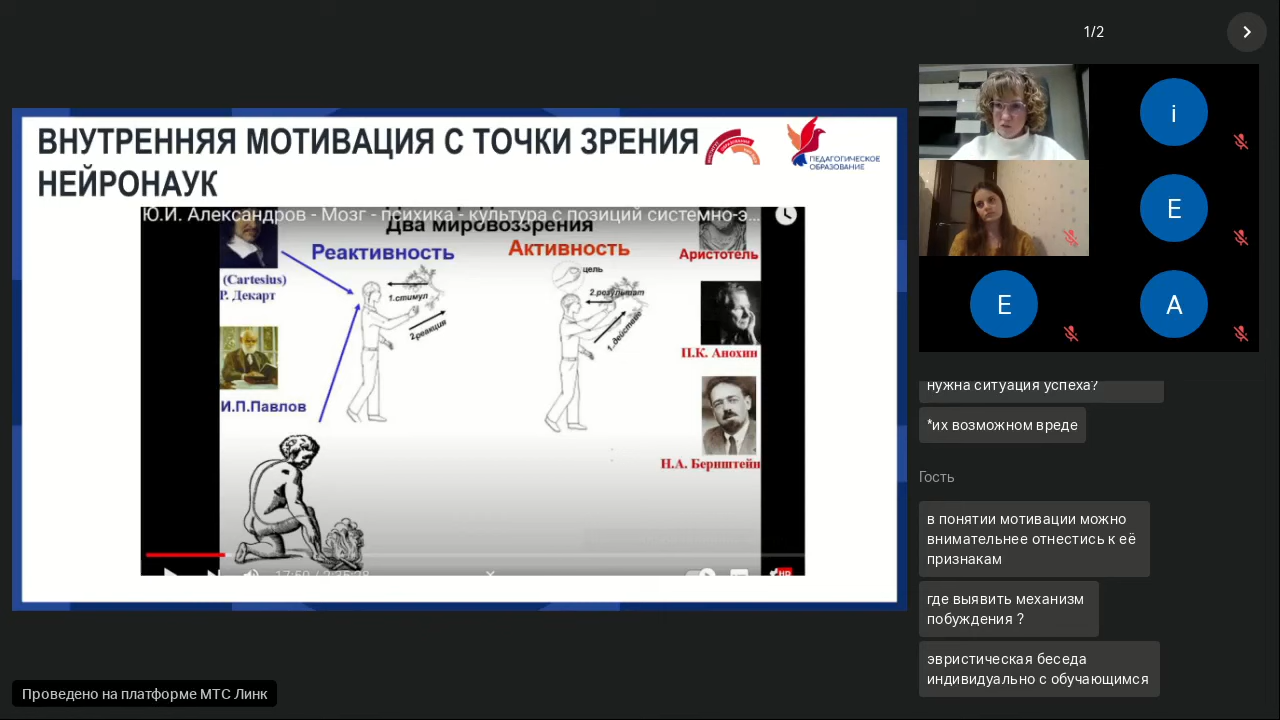 1/2
ВНУТРЕННЯЯ МОТИВАЦИЯ С ТОЧКИ ЗРЕНИЯ
НЕЙРОНАУК
ПЕДАГОГИЧЕСКОЕ
ОБРАЗОВАНИЕ
Ю.И. Александров - Мозг - психика - культура с позиций системно-э...
Два мировоззрения
Реактивность
Активность
Аристотель
(Cartesius)
Р. Декарт
1.стимул
2.реакция
цель
2.результат
1.действие
П.К. Анохин
И.П.Павлов
Н.А. Бернштейн
i
E
E
A
нужна ситуация успеха?
*их возможном вреде
Гость
в понятии мотивации можно
внимательнее отнестись к её
признакам
где выявить механизм
побуждения ?
эвристическая беседа
индивидуально с обучающимся
Проведено на платформе МТС Линк